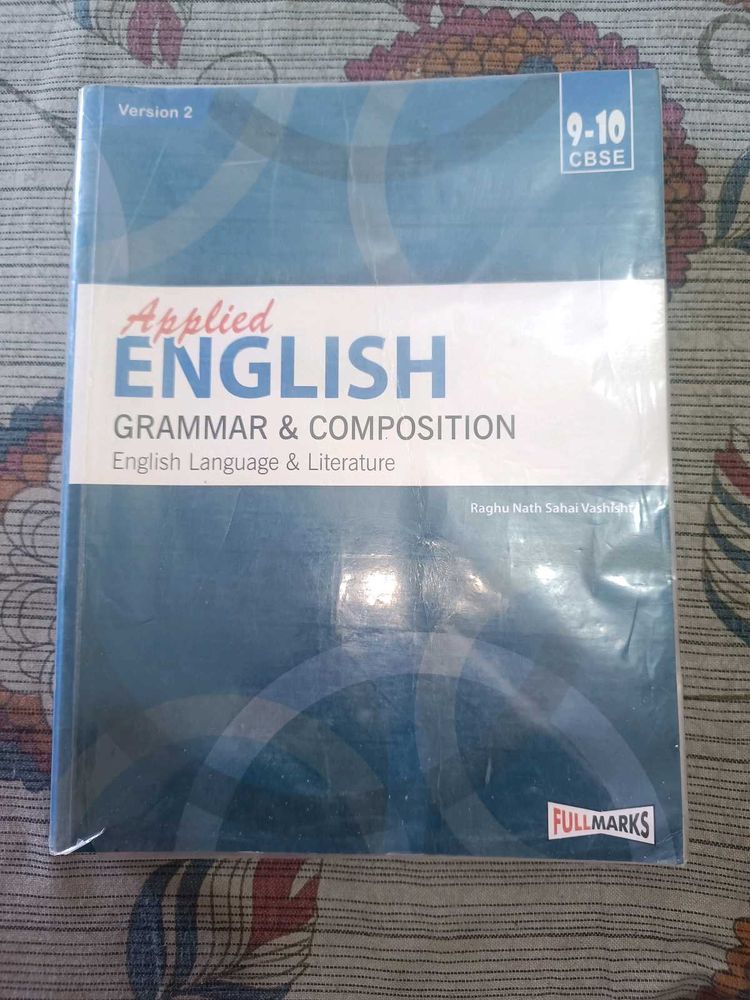 Version 2
9-10
CBSE
Applied
ENGLISH
GRAMMAR & COMPOSITION
English Language & Literature
Raghu Nath Sahai Vashisht
FULLMARKS